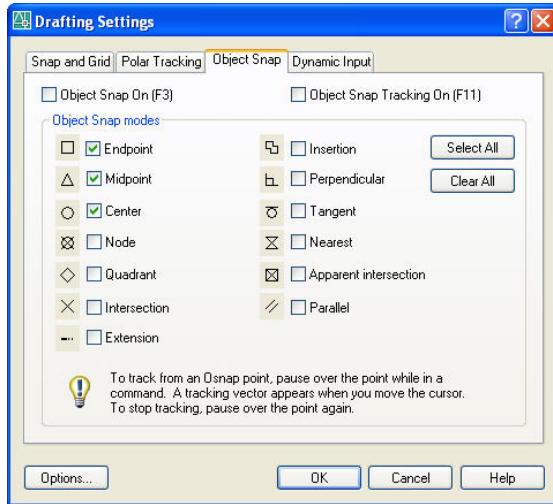 Drafting Settings
Snap and Grid Polar Tracking Object Snap Dynamic Input
Object Snap On (F3) Object Snap Tracking On (F11)
Object Snap modes
Endpoint Insertion Select All
Midpoint Perpendicular Clear All
Center Tangent
Node Nearest
Quadrant Apparent intersection
Intersection Parallel
Extension
To track from an Osnap point, pause over the point while in a
command. A tracking vector appears when you move the cursor.
To stop tracking, pause over the point again.
Options... OK Cancel Help